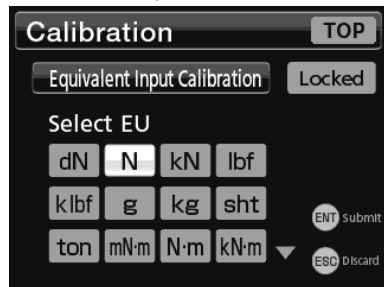 Calibration TOP
Equivalent Input Calibration Locked
Select EU
dN N kN lbf
klbf g kg sht
ENT Submit
ton mN·m N·m kN·m
ESC Discard